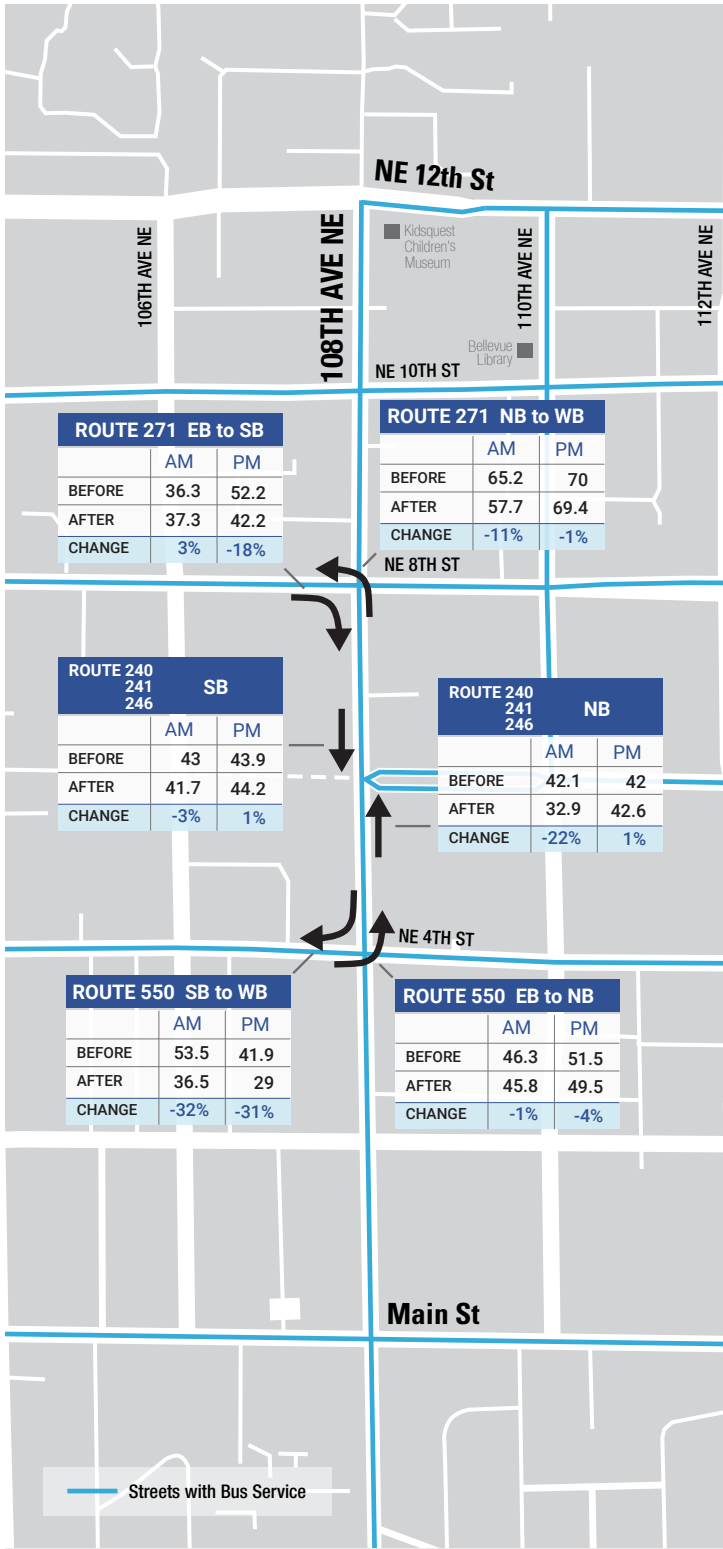 NE 12th St
106TH AVE NE
108TH AVE NE
Kidsquest
Children's
Museum
110TH AVE NE
112TH AVE NE
Bellevue
Library
NE 10TH ST
ROUTE 271 EB to SB
AM PM
BEFORE 36.3 52.2
AFTER 37.3 42.2
CHANGE 3% -18%
ROUTE 271 NB to WB
AM PM
BEFORE 65.2 70
AFTER 57.7 69.4
CHANGE -11% -1%
NE 8TH ST
ROUTE 240
241 SB
246
AM PM
BEFORE 43 43.9
AFTER 41.7 44.2
CHANGE -3% 1%
ROUTE 240
241 NB
246
AM PM
BEFORE 42.1 42
AFTER 32.9 42.6
CHANGE -22% 1%
NE 4TH ST
ROUTE 550 SB to WB
AM PM
BEFORE 53.5 41.9
AFTER 36.5 29
CHANGE -32% -31%
ROUTE 550 EB to NB
AM PM
BEFORE 46.3 51.5
AFTER 45.8 49.5
CHANGE -1% -4%
Main St
Streets with Bus Service